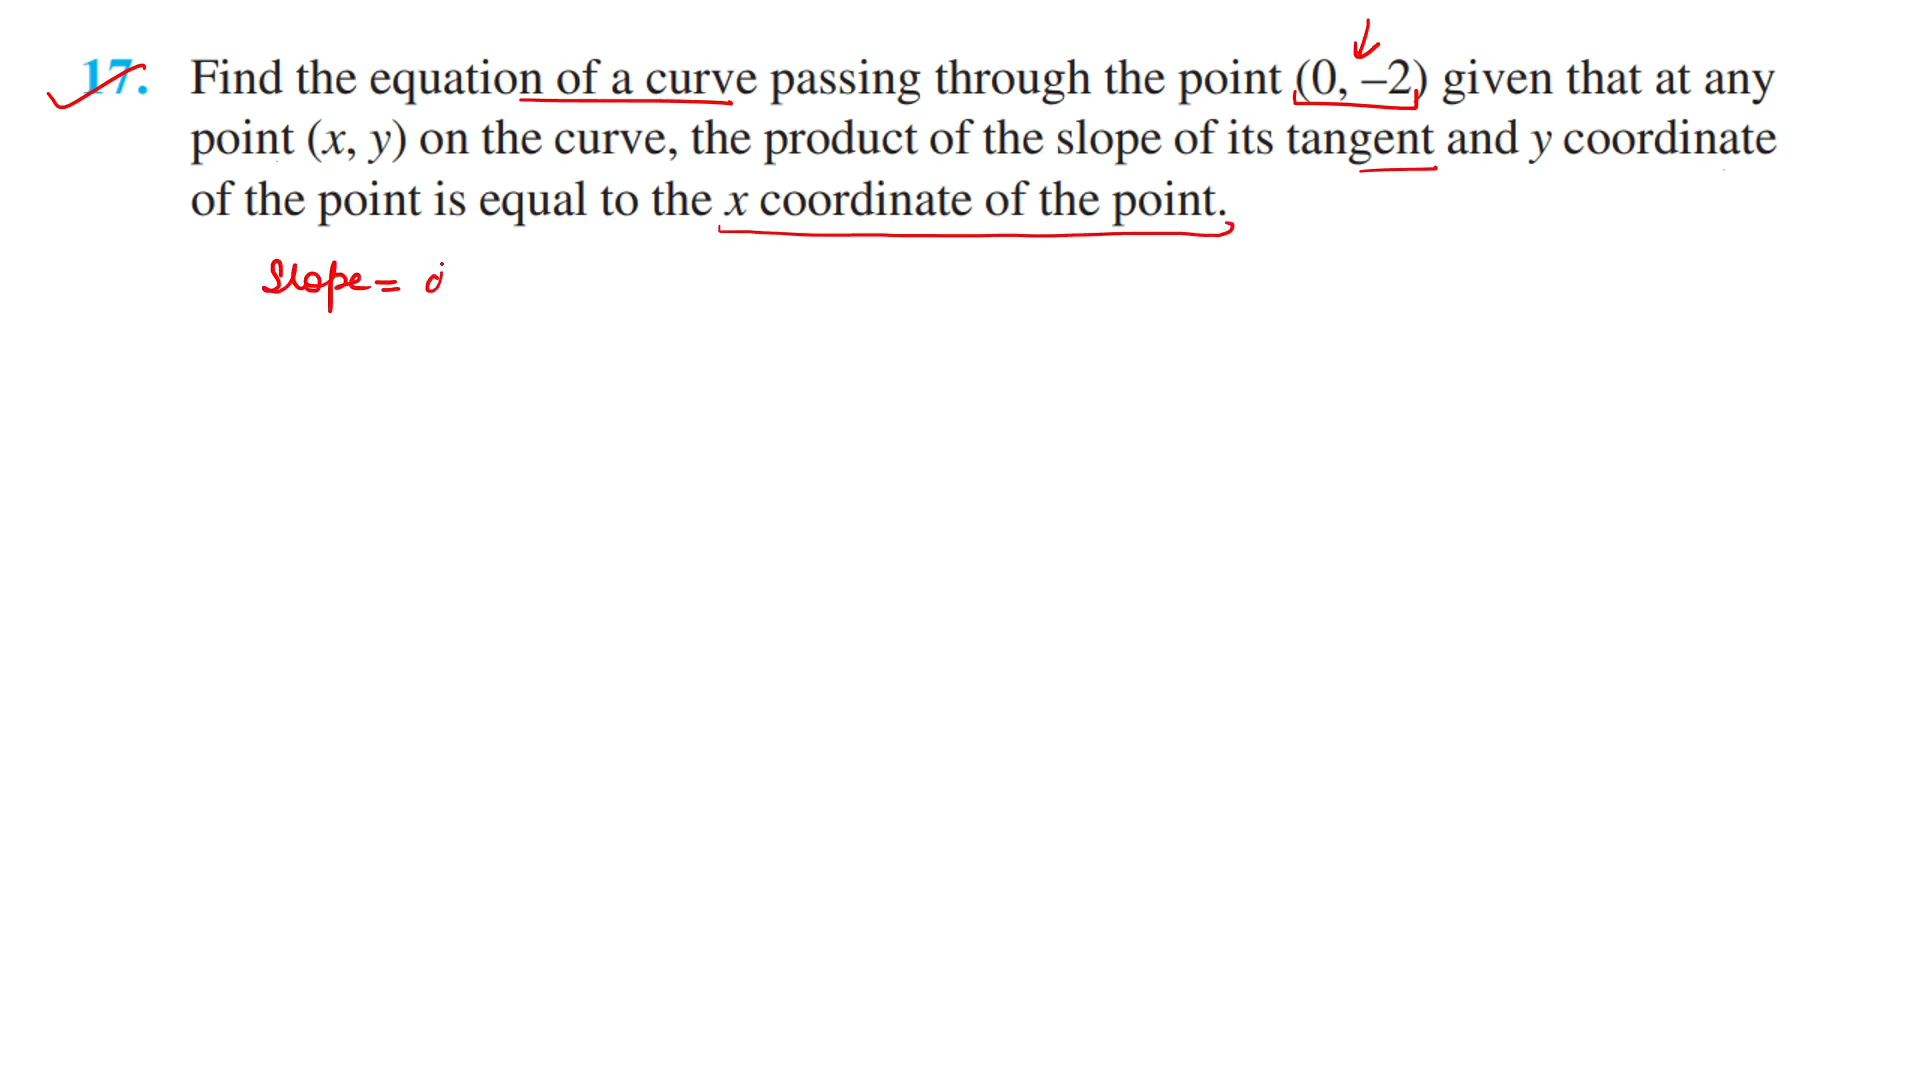 17. Find the equation of a curve passing through the point (0, –2) given that at any
point (x, y) on the curve, the product of the slope of its tangent and y coordinate
of the point is equal to the x coordinate of the point.
Slope =